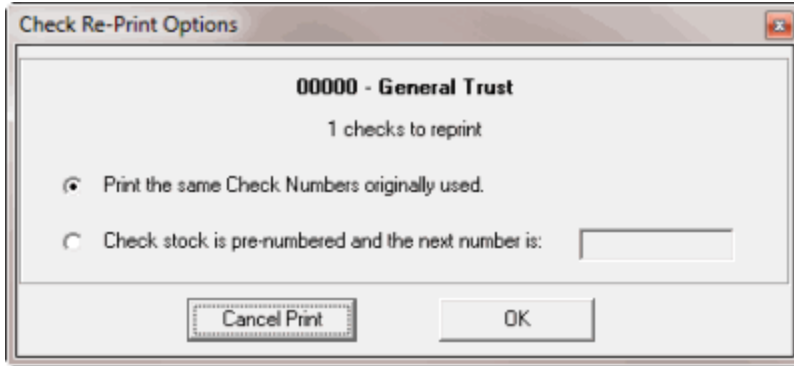 Check Re-Print Options
00000 - General Trust
1 checks to reprint
Print the same Check Numbers originally used.
Check stock is pre-numbered and the next number is:
Cancel Print OK